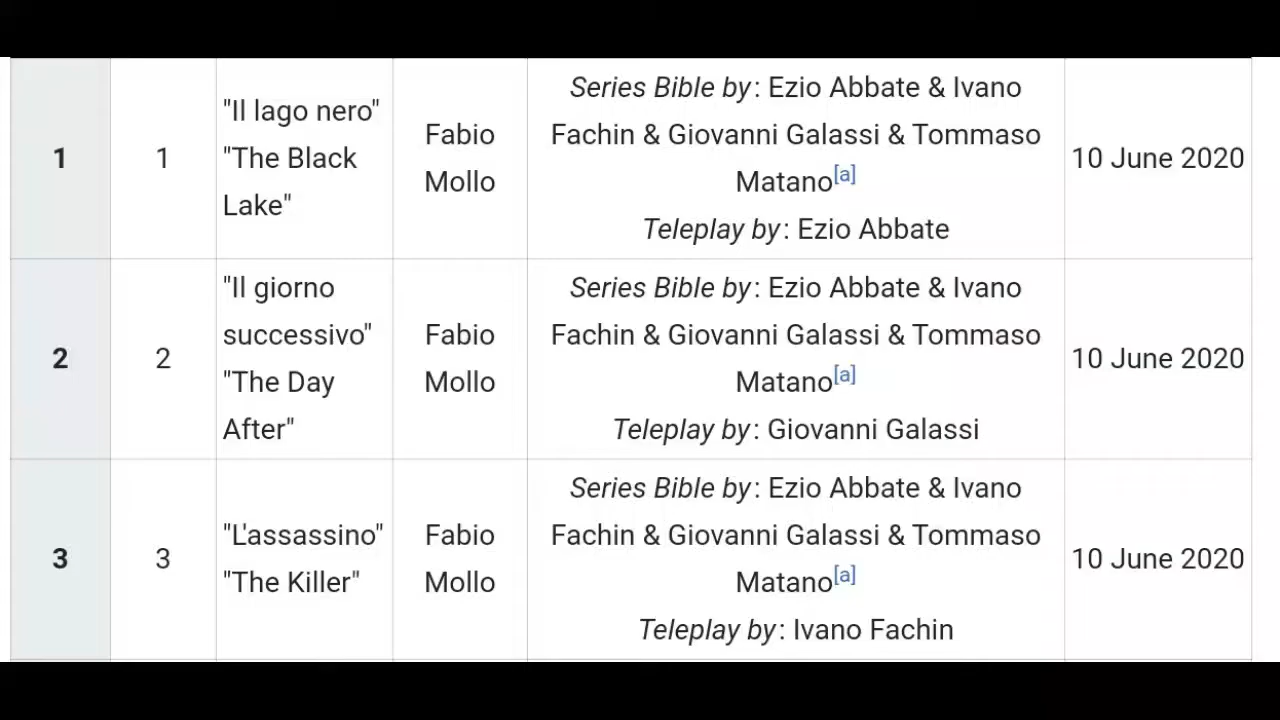 1 1 "Il lago nero" "The Black Lake" Fabio Mollo Series Bible by: Ezio Abbate & Ivano Fachin & Giovanni Galassi & Tommaso Matano[a] Teleplay by: Ezio Abbate 10 June 2020
2 2 "Il giorno successivo" "The Day After" Fabio Mollo Series Bible by: Ezio Abbate & Ivano Fachin & Giovanni Galassi & Tommaso Matano[a] Teleplay by: Giovanni Galassi 10 June 2020
3 3 "L'assassino" "The Killer" Fabio Mollo Series Bible by: Ezio Abbate & Ivano Fachin & Giovanni Galassi & Tommaso Matano[a] Teleplay by: Ivano Fachin 10 June 2020